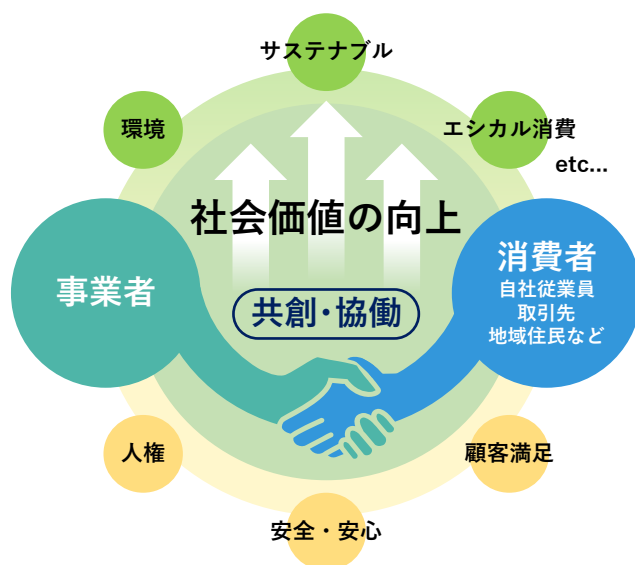 サステナブル
環境
エシカル消費
etc...
社会価値の向上
事業者
消費者
自社従業員
取引先
地域住民など
共創･協働
人権
顧客満足
安全・安心